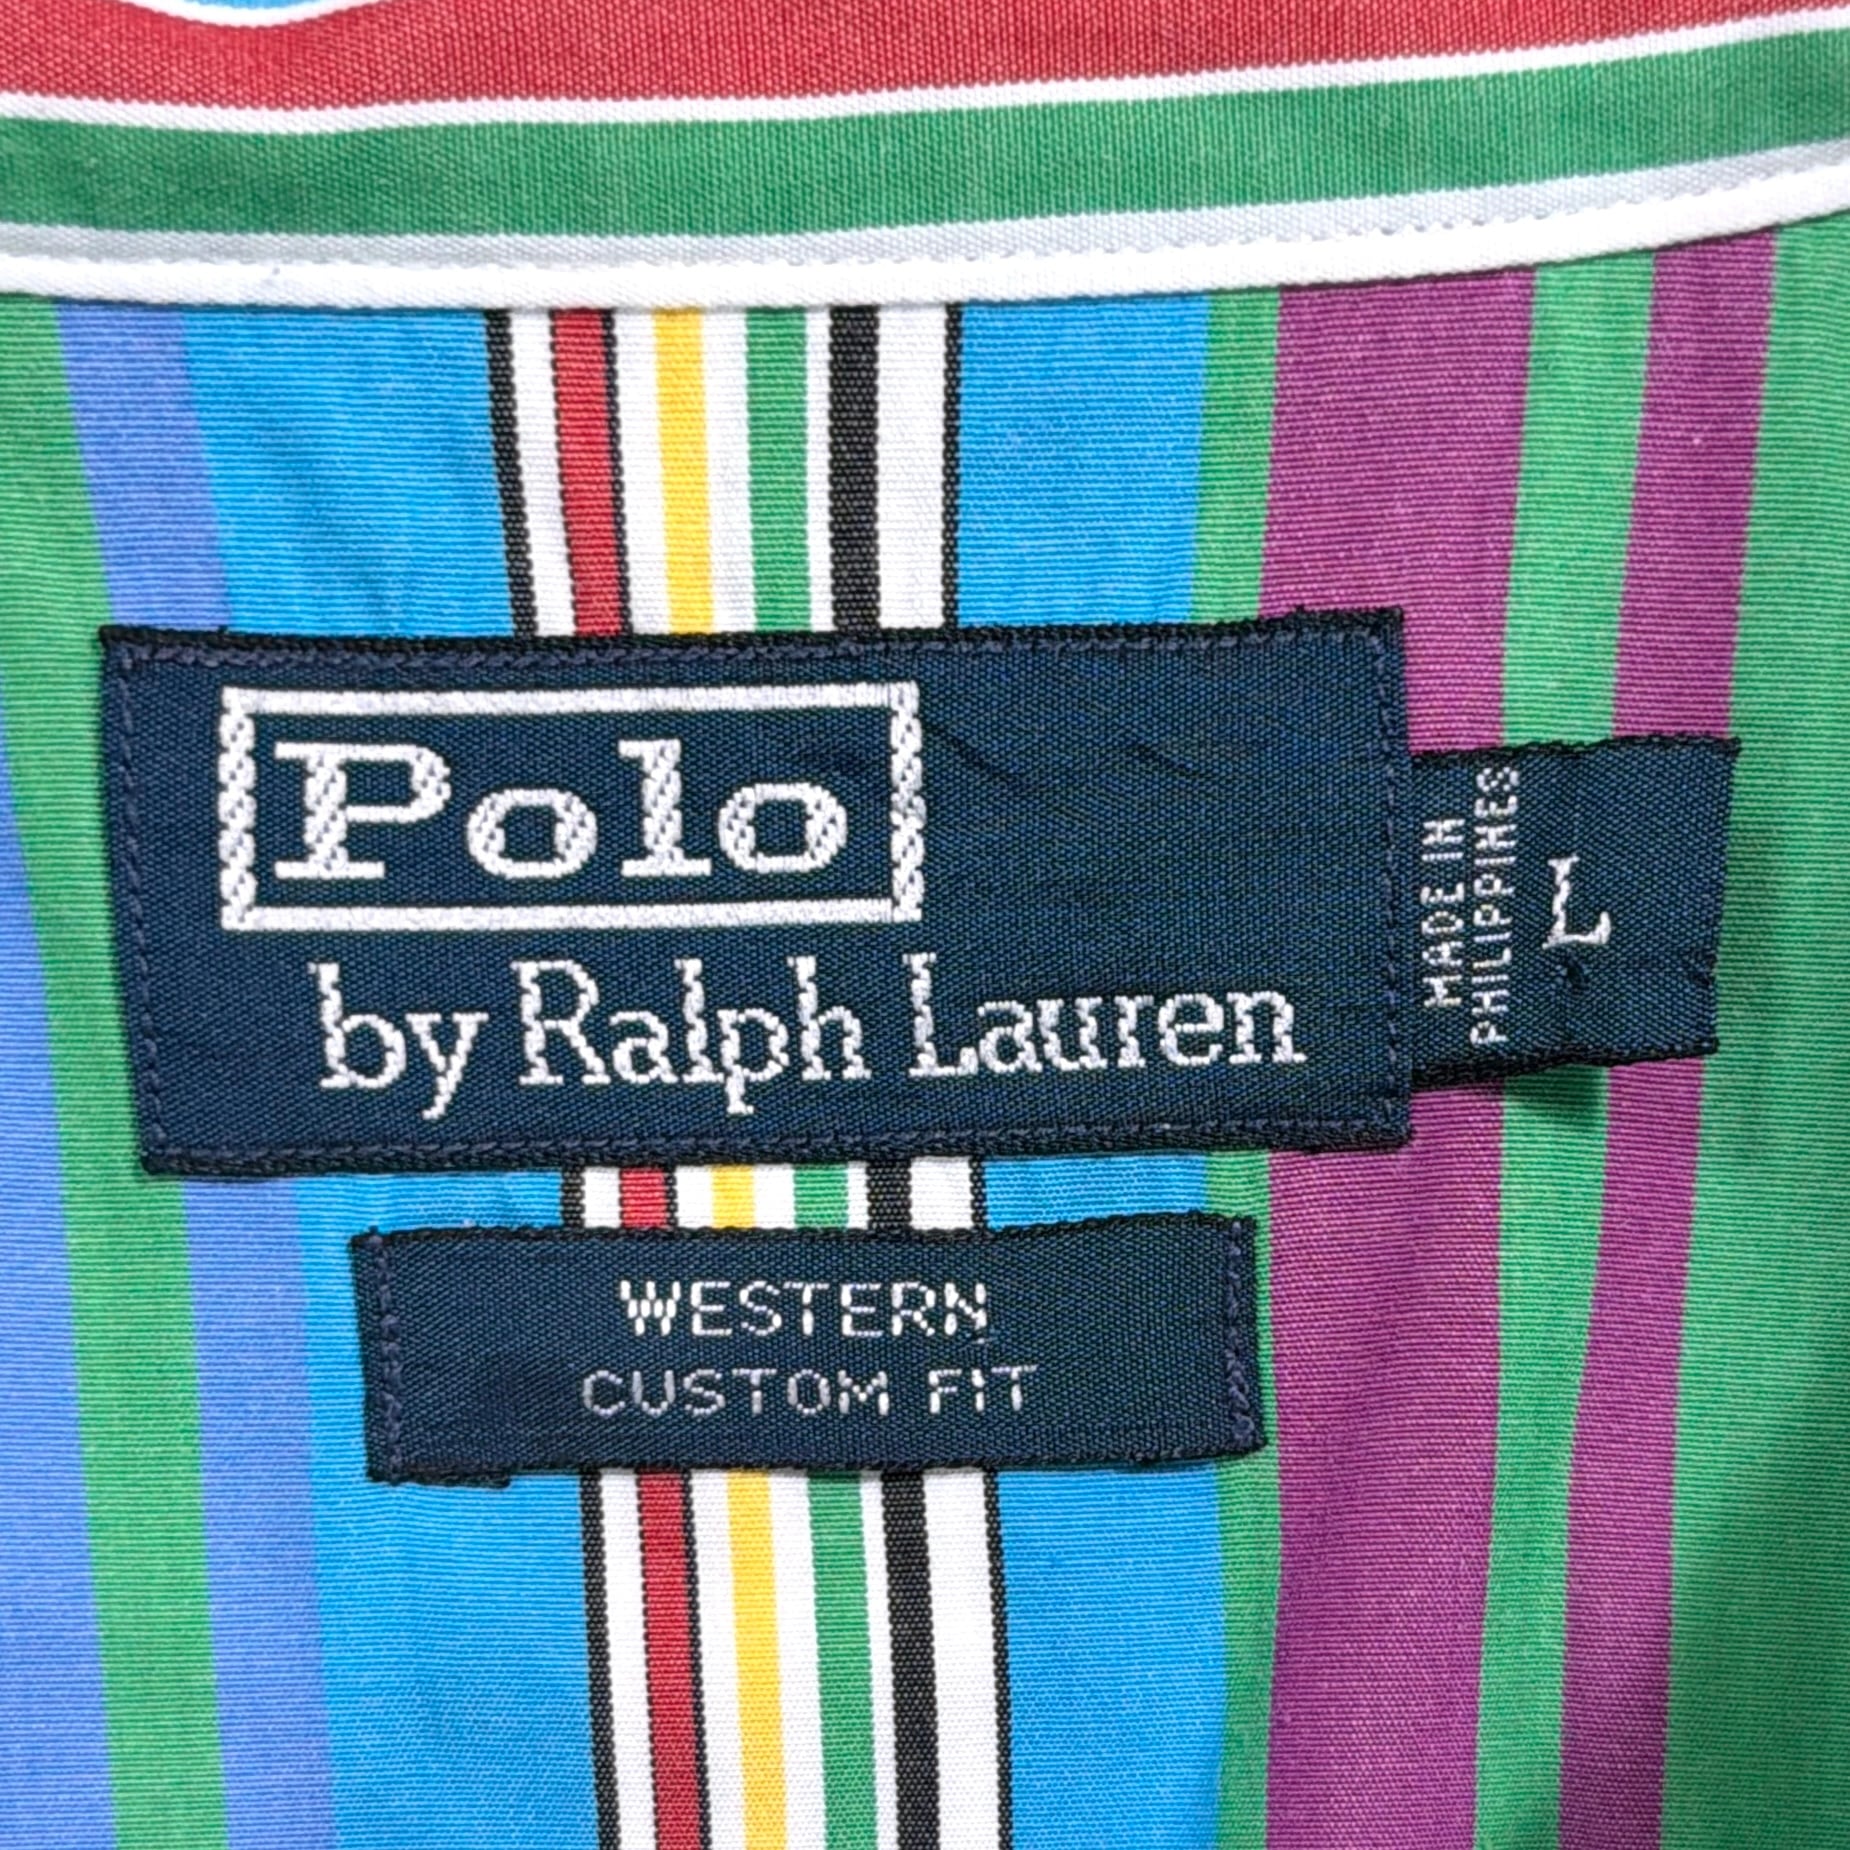 Polo
by Ralph Lauren
MADE IN
PHILIPPINES
L
WESTERN
CUSTOM FIT